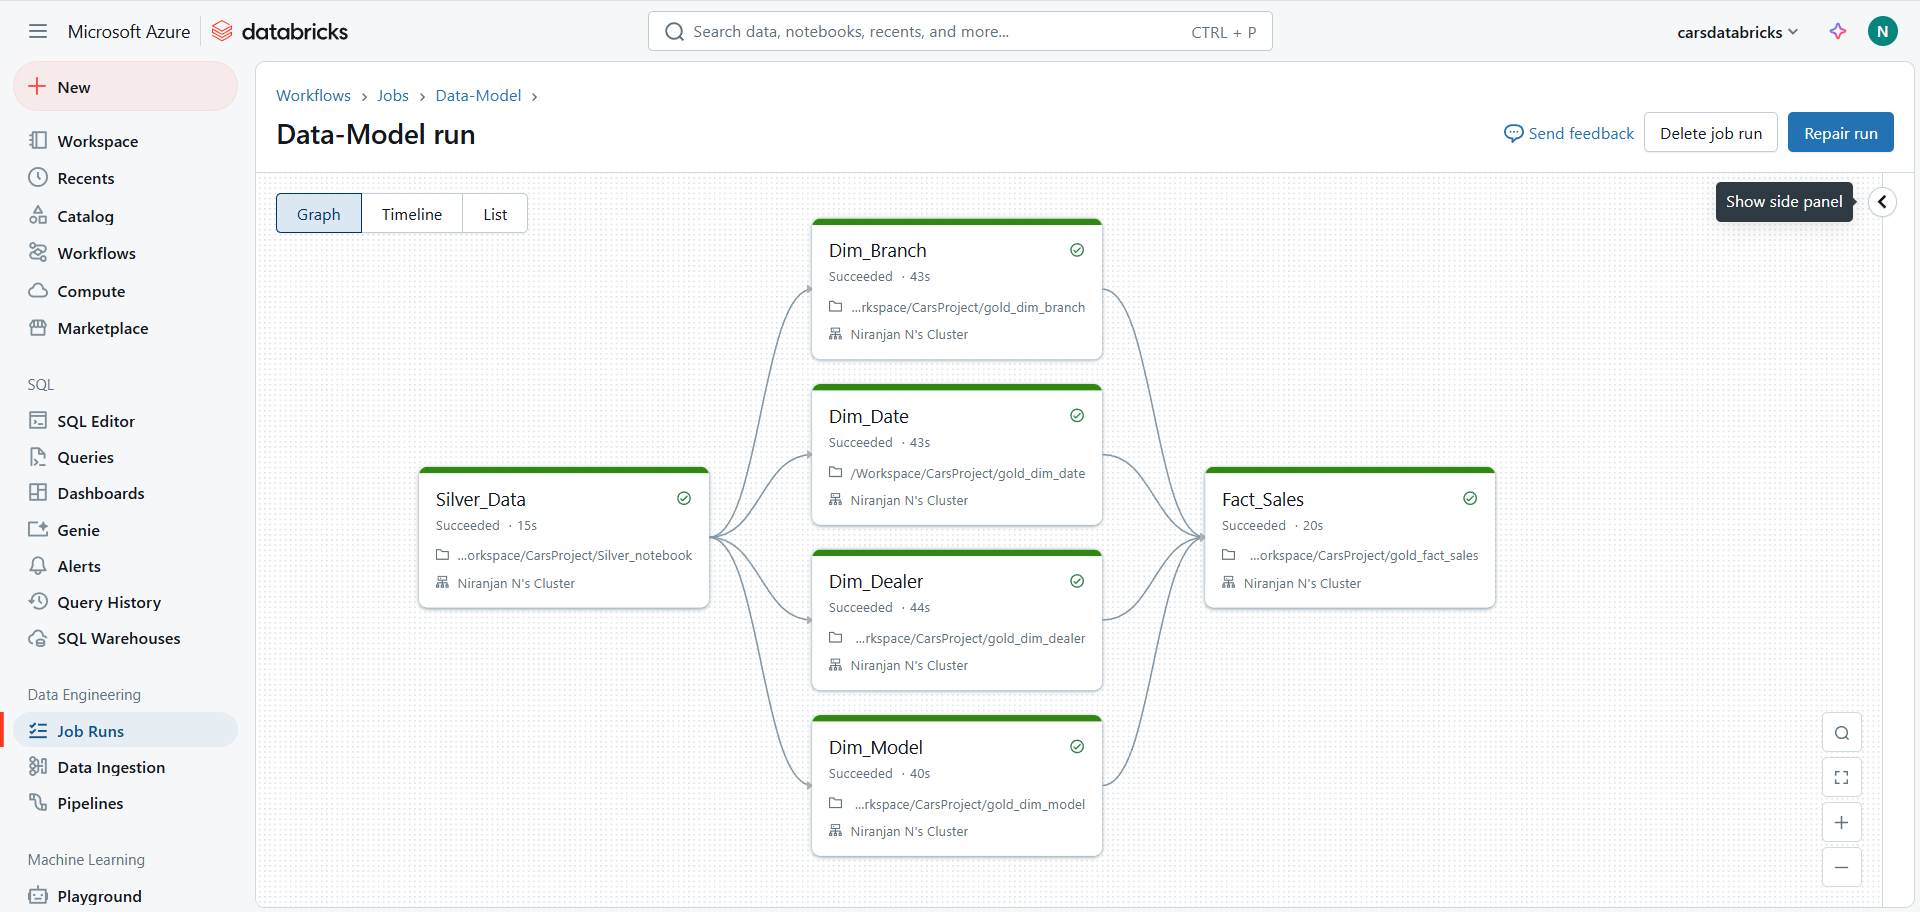 Microsoft Azure databricks
Search data, notebooks, recents, and more... CTRL + P
carsdatabricks
N
New
Workspace
Recents
Catalog
Workflows
Compute
Marketplace
SQL
SQL Editor
Queries
Dashboards
Genie
Alerts
Query History
SQL Warehouses
Data Engineering
Job Runs
Data Ingestion
Pipelines
Machine Learning
Playground
Workflows > Jobs > Data-Model >
Data-Model run
Send feedback
Delete job run
Repair run
Graph Timeline List
Show side panel
Silver_Data
Succeeded · 15s
...orkspace/CarsProject/Silver_notebook
Niranjan N's Cluster
Dim_Branch
Succeeded · 43s
...rkspace/CarsProject/gold_dim_branch
Niranjan N's Cluster
Dim_Date
Succeeded · 43s
/Workspace/CarsProject/gold_dim_date
Niranjan N's Cluster
Dim_Dealer
Succeeded · 44s
...rkspace/CarsProject/gold_dim_dealer
Niranjan N's Cluster
Dim_Model
Succeeded · 40s
...rkspace/CarsProject/gold_dim_model
Niranjan N's Cluster
Fact_Sales
Succeeded · 20s
...orkspace/CarsProject/gold_fact_sales
Niranjan N's Cluster